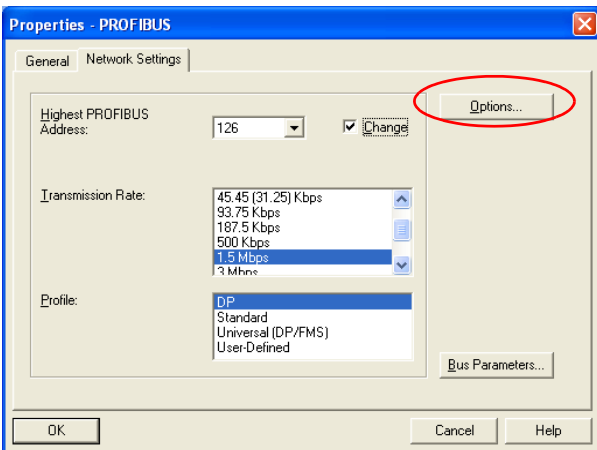 Properties - PROFIBUS
General
Network Settings
Options...
Highest PROFIBUS
Address:
126
Change
Transmission Rate:
45.45 (31.25) Kbps
93.75 Kbps
187.5 Kbps
500 Kbps
1.5 Mbps
3 Mbps
Profile:
DP
Standard
Universal (DP/FMS)
User-Defined
Bus Parameters...
OK
Cancel
Help